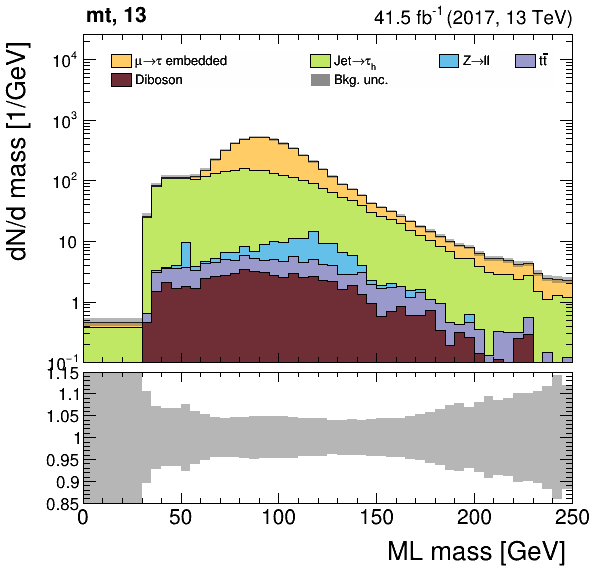 mt, 13
41.5 fb⁻¹ (2017, 13 TeV)
dN/d mass [1/GeV]
10⁴
10³
10²
10
1
10⁻¹
μ→τ embedded
Jet→τₕ
Z→ll
tt̄
Diboson
Bkg. unc.
1.15
1.1
1.05
1
0.95
0.9
0.85
0 50 100 150 200 250
ML mass [GeV]